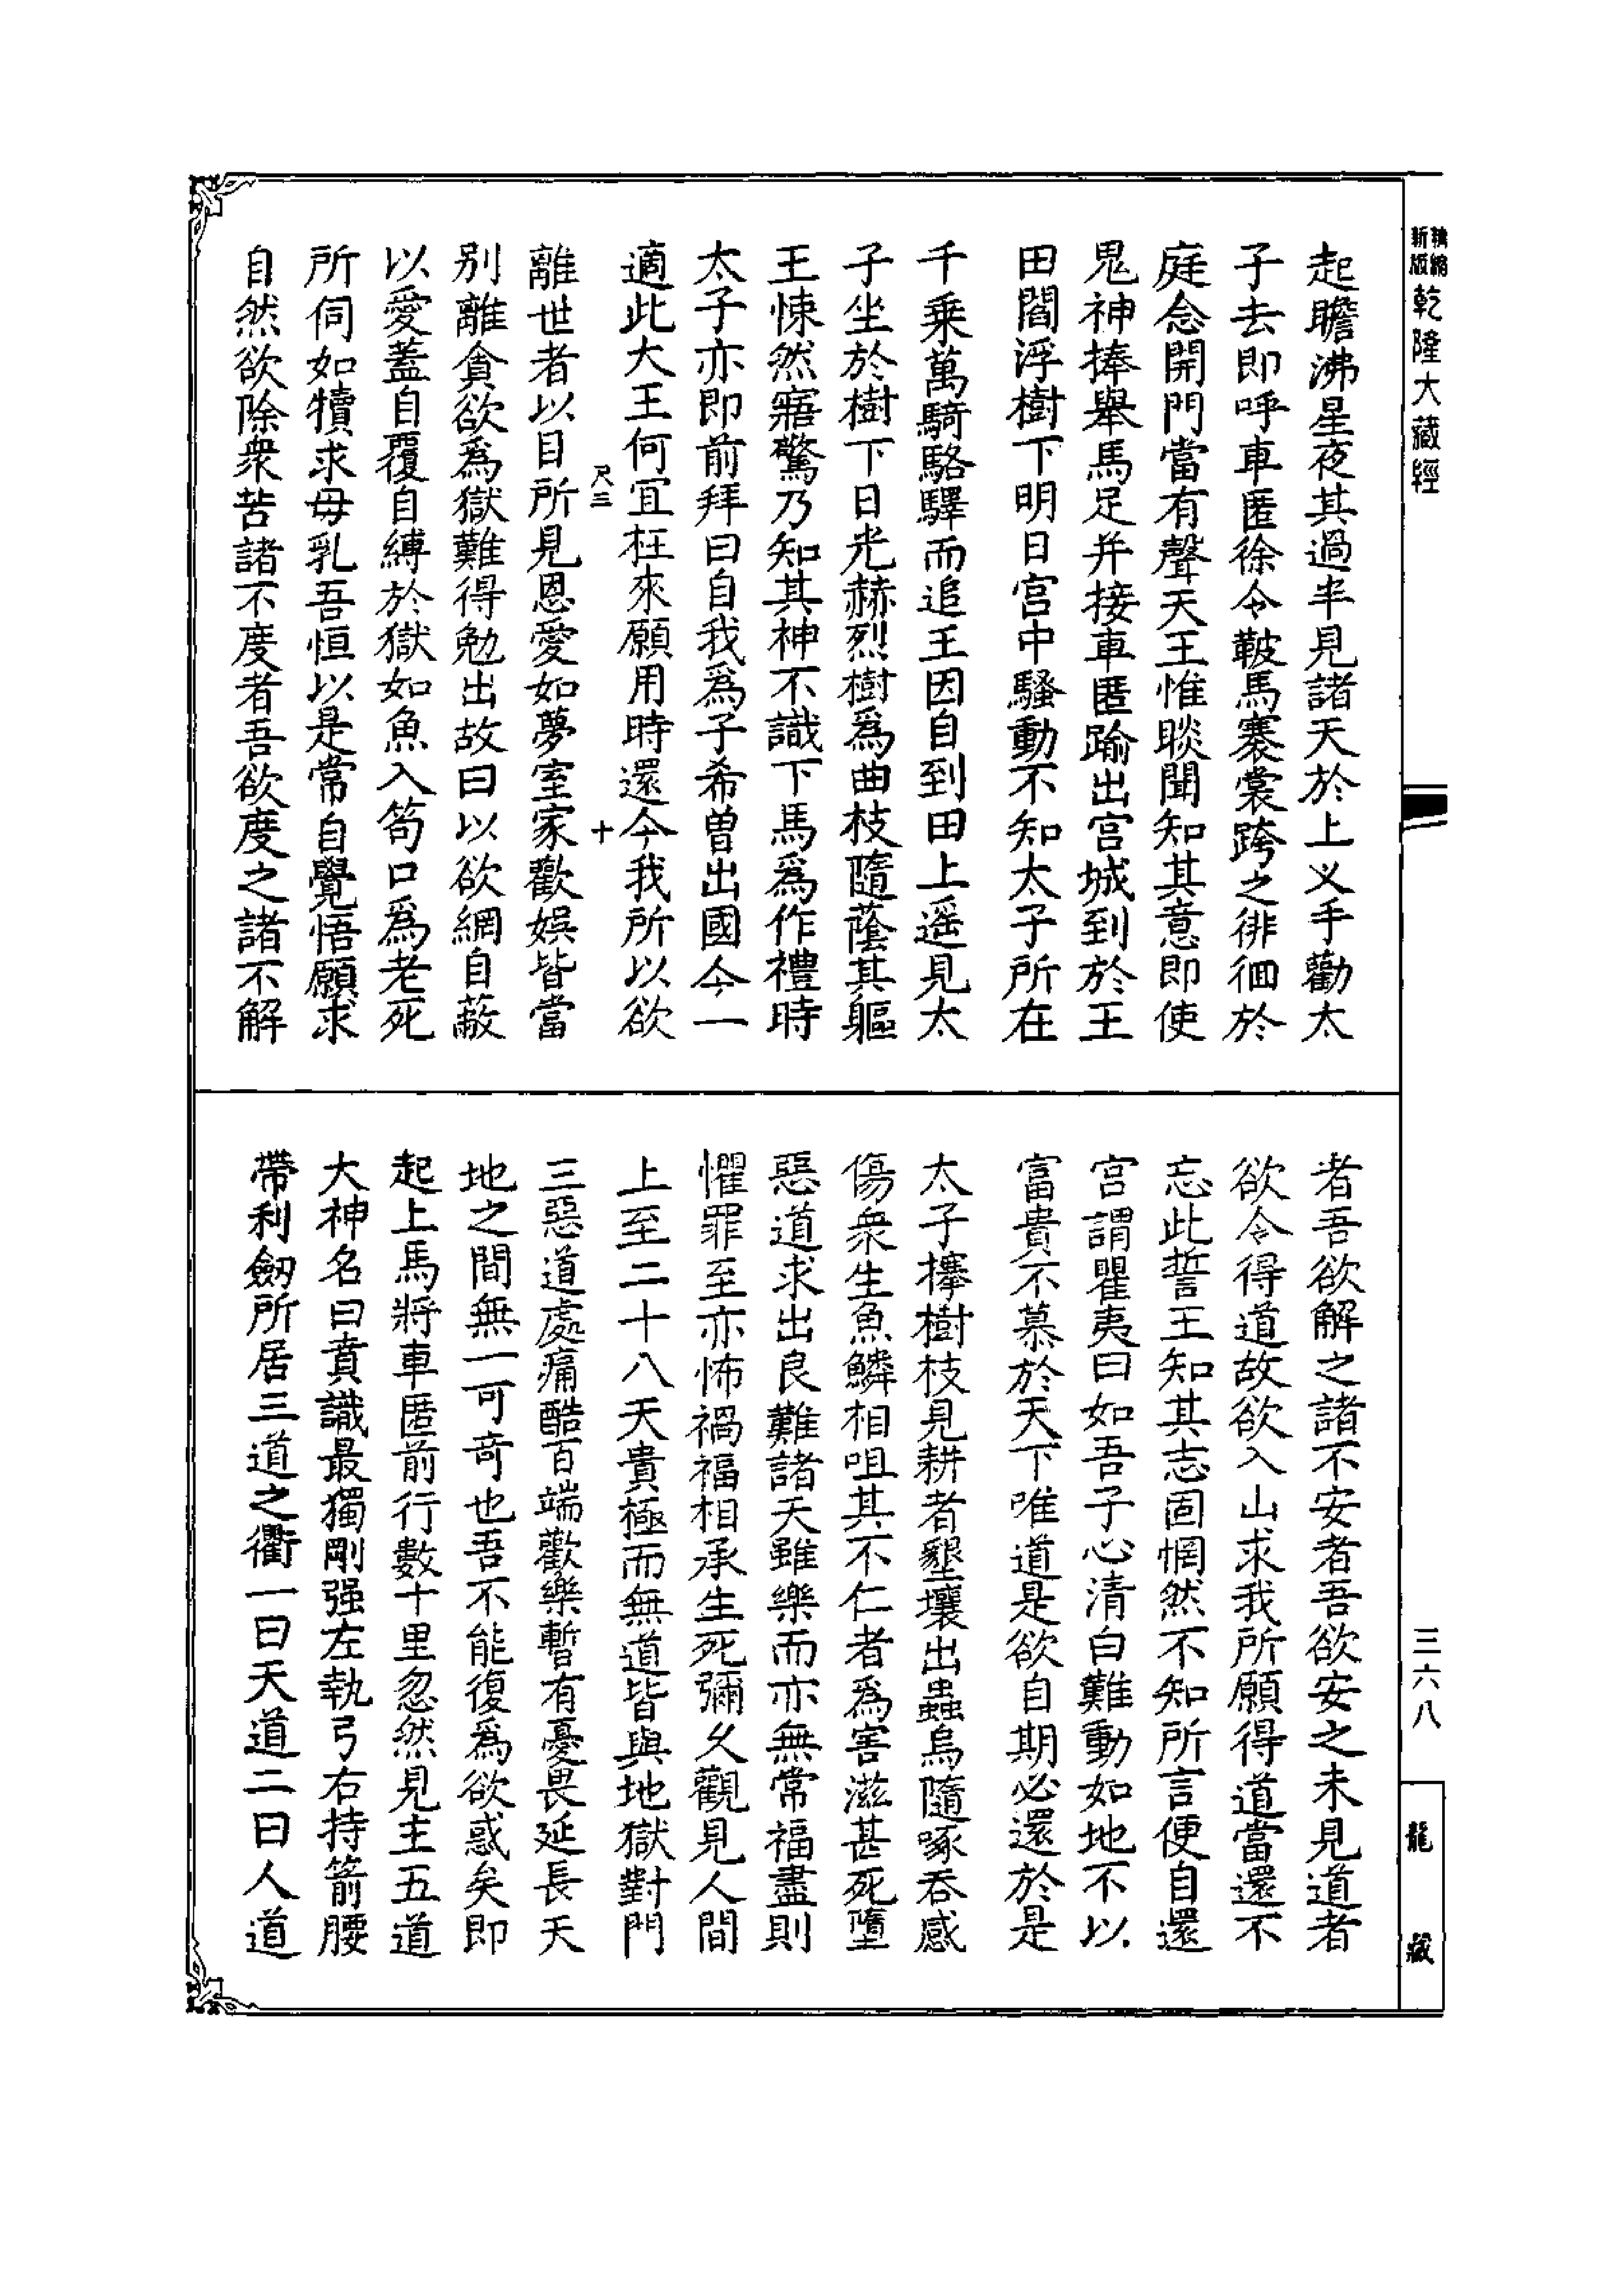 精縮新版乾隆大藏經
三六八
龍藏
起瞻沸星夜其過半見諸天於上义手勸太
子去即呼車匿徐令鞁馬褰裳跨之徘徊於
庭念開門當有聲天王惟睒聞知其意即使
鬼神捧舉馬足并接車匿踰出宫城到於王
田閻浮樹下明日宫中騷動不知太子所在
千乗萬騎駱驛而追王因自到田上遥見太
子坐於樹下日光赫烈樹爲曲枝隨蔭其軀
王悚然寤驚乃知其神不識下馬爲作禮時
太子亦即前拜曰自我爲子希曽出國今一
適此大王何冝枉來願用時還今我所以欲
尺三
十
離世者以目所見恩愛如夢室家歡娛皆當
别離貪欲爲獄難得勉出故曰以欲網自蔽
以愛蓋自覆自縛於獄如魚入笱口爲老死
所伺如犢求母乳吾恒以是常自覺悟願求
自然欲除衆苦諸不度者吾欲度之諸不解
者吾欲解之諸不安者吾欲安之未見道者
欲令得道故欲入山求我所願得道當還不
忘此誓王知其志固惘然不知所言便自還
宫謂瞿夷曰如吾子心清白難動如地不以
富貴不慕於天下唯道是欲自期必還於是
太子攀樹枝見耕者墾壤出蟲烏隨啄吞感
傷衆生魚鱗相咀其不仁者爲害滋甚死墮
惡道求出良難諸天雖樂而亦無常福盡則
懼罪至亦怖禍福相承生死彌久觀見人間
上至二十八天貴極而無道皆與地獄對門
三惡道處痛酷百端歡樂暫有憂畏延長天
地之間無一可奇也吾不能復爲欲惑矣即
起上馬將車匿前行數十里忽然見主五道
大神名曰賁識最獨剛强左執弓右持箭腰
帶利劒所居三道之衢一曰天道二曰人道